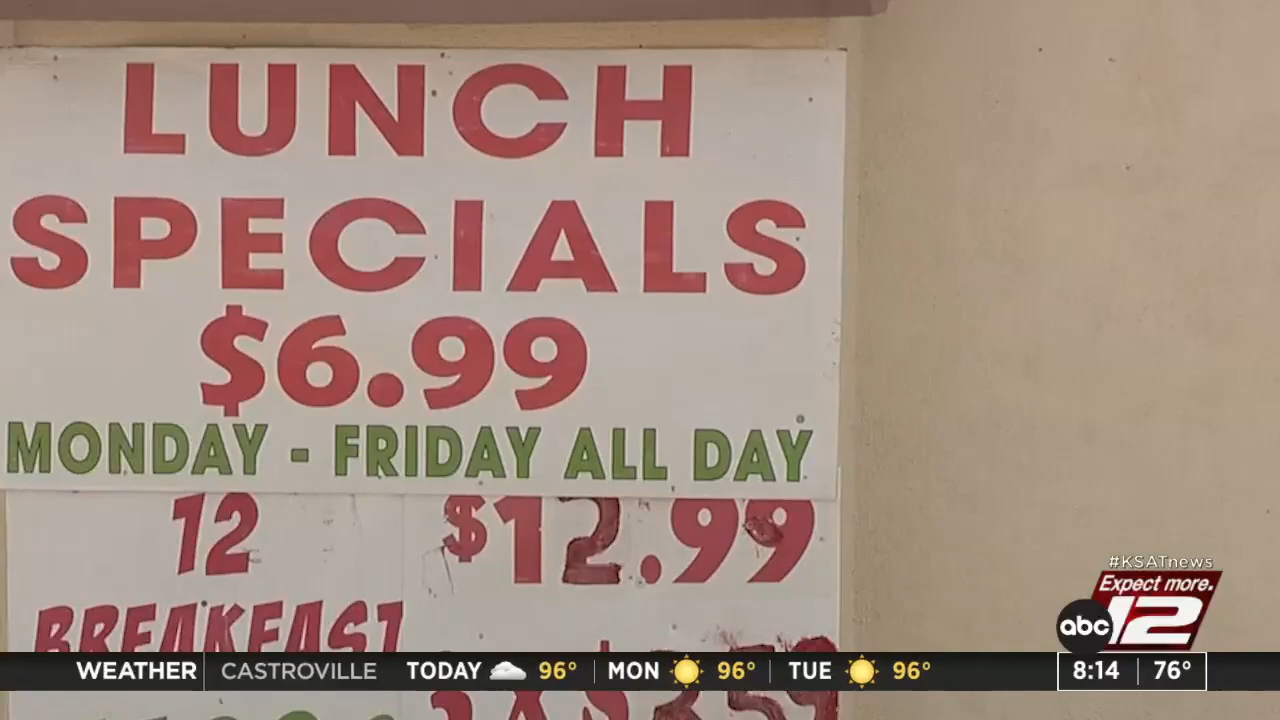 LUNCH
SPECIALS
$6.99
MONDAY - FRIDAY ALL DAY
12 $12.99
BREAKFAST
#KSATnews
Expect more.
abc 12
WEATHER CASTROVILLE TODAY 96° MON 96° TUE 96° 8:14 76°